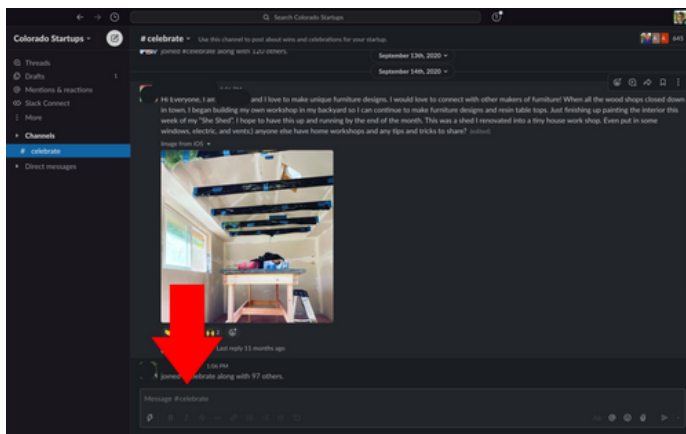 Search Colorado Startups
Colorado Startups
# celebrate
Use this channel to post about wins and celebrations for your startup.
645
Threads
Drafts 1
Mentions & reactions
Slack Connect
More
Channels
# celebrate
Direct messages
joined #celebrate along with 120 others.
September 13th, 2020
September 14th, 2020
Hi Everyone, I am and I love to make unique furniture designs. I would love to connect with other makers of furniture! When all the wood shops closed down
in town, I began building my own workshop in my backyard so I can continue to make furniture designs and resin table tops. Just finishing up painting the interior this
week of my "She Shed". I hope to have this up and running by the end of the month. This was a shed I renovated into a tiny house work shop. Even put in some
windows, electric, and vents:) anyone else have home workshops and any tips and tricks to share? (edited)
Image from iOS
2
Last reply 11 months ago
1:06 PM
joined along with 97 others.
Message #celebrate